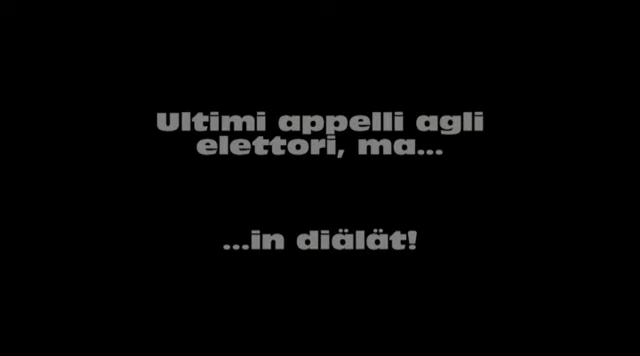 Ultimi appelli agli
elettori, ma...
...in diälät!